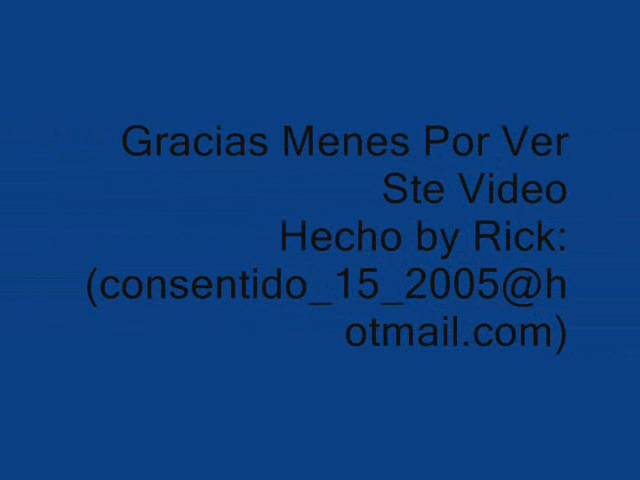 Gracias Menes Por Ver
Ste Video
Hecho by Rick:
(consentido_15_2005@h
otmail.com)